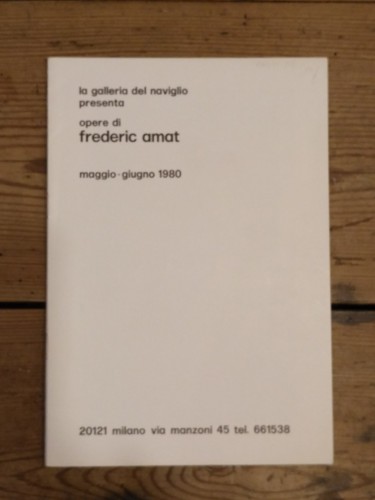 la galleria del naviglio
presenta
opere di
frederic amat
maggio-giugno 1980
20121 milano via manzoni 45 tel. 661538